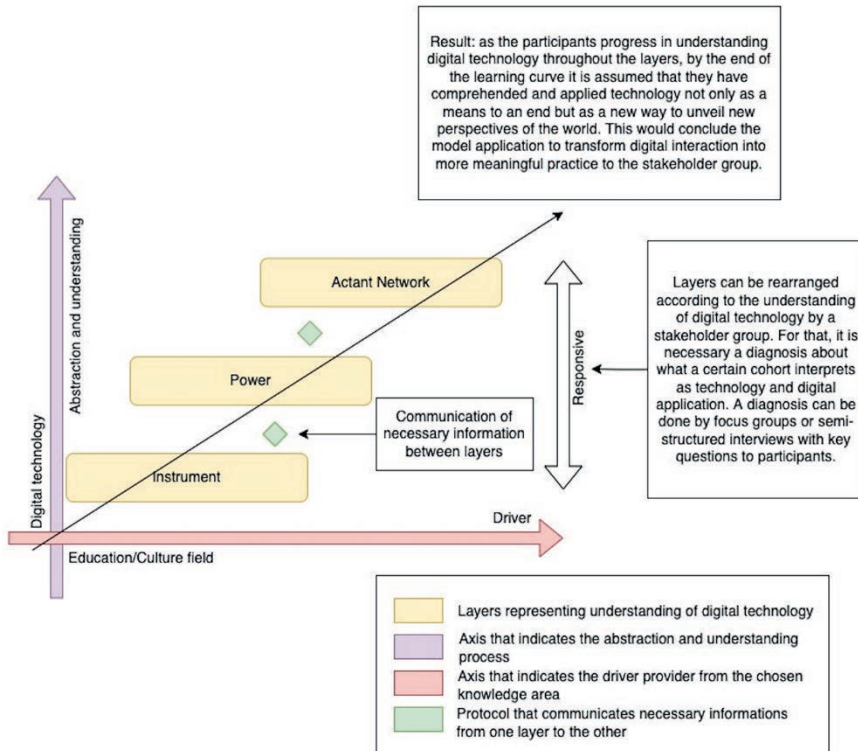 Result: as the participants progress in understanding
digital technology throughout the layers, by the end
of the learning curve it is assumed that they have
comprehended and applied technology not only as a
means to an end but as a new way to unveil new
perspectives of the world. This would conclude the
model application to transform digital interaction into
more meaningful practice to the stakeholder group.
Abstraction and understanding
Digital technology
Actant Network
Power
Instrument
Communication of
necessary information
between layers
Responsive
Layers can be rearranged
according to the understanding
of digital technology by a
stakeholder group. For that, it is
necessary a diagnosis about
what a certain cohort interprets
as technology and digital
application. A diagnosis can be
done by focus groups or semi-
structured interviews with key
questions to participants.
Driver
Education/Culture field
Layers representing understanding of digital technology
Axis that indicates the abstraction and understanding
process
Axis that indicates the driver provider from the chosen
knowledge area
Protocol that communicates necessary informations
from one layer to the other